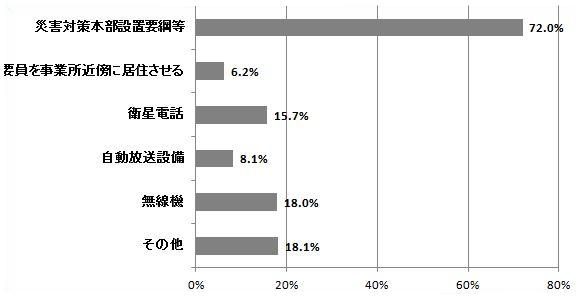 災害対策本部設置要綱等
72.0%
要員を事業所近傍に居住させる
6.2%
衛星電話
15.7%
自動放送設備
8.1%
無線機
18.0%
その他
18.1%
0%
20%
40%
60%
80%